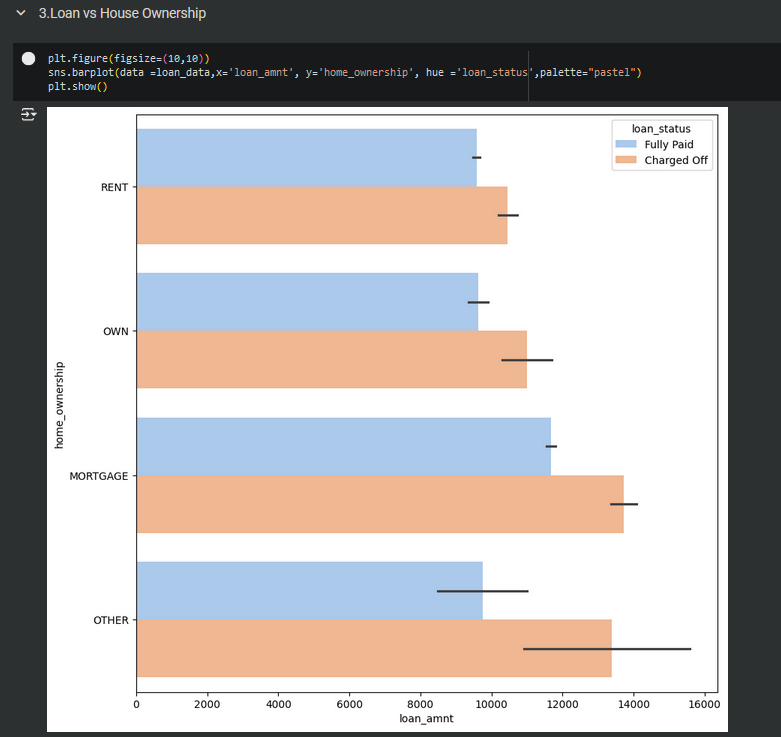 3.Loan vs House Ownership
plt.figure(figsize=(10,10))
sns.barplot(data =loan_data,x='loan_amnt', y='home_ownership', hue ='loan_status',palette="pastel")
plt.show()
loan_status
Fully Paid
Charged Off
RENT
OWN
home_ownership
MORTGAGE
OTHER
0 2000 4000 6000 8000 10000 12000 14000 16000
loan_amnt